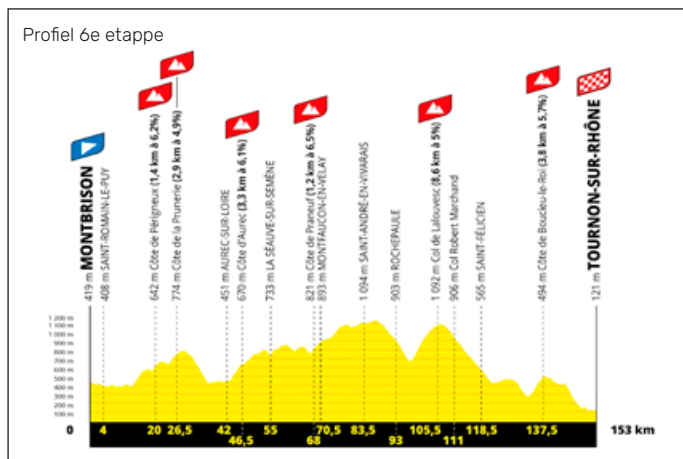 Profiel 6e etappe
419 m MONTBRISON
408 m SAINT-ROMAIN-LE-PUY
642 m Côte de Périgneux (1,4 km à 6,2%)
774 m Côte de la Prunerie (2,9 km à 4,9%)
451 m AUREC-SUR-LOIRE
670 m Côte d'Aurec (3,3 km à 6,1%)
733 m LA SÉAUVE-SUR-SEMÈNE
821 m Côte de Praneuf (1,2 km à 6,5%)
893 m MONTFAUCON-EN-VELAY
1 094 m SAINT-ANDRÉ-EN-VIVARAIS
903 m ROCHEPAULE
1 092 m Col de Lalouvesc (8,6 km à 5%)
906 m Col Robert Marchand
565 m SAINT-FÉLICIEN
494 m Côte de Boucieu-le-Roi (3,8 km à 5,7%)
121 m TOURNON-SUR-RHÔNE
1 200 m
1 100 m
1 000 m
900 m
800 m
700 m
600 m
500 m
400 m
300 m
200 m
100 m
0 4 20 26,5 42 55 70,5 83,5 105,5 118,5 137,5 153 km
46,5 68 93 111